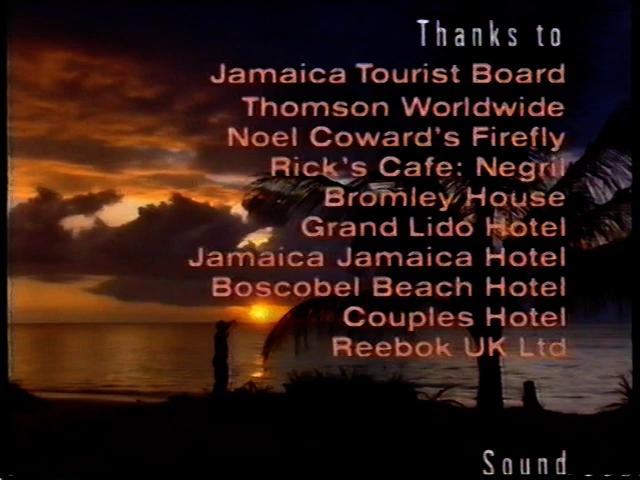 Thanks to
Jamaica Tourist Board
Thomson Worldwide
Noel Coward's Firefly
Rick's Cafe: Negril
Bromley House
Grand Lido Hotel
Jamaica Jamaica Hotel
Boscobel Beach Hotel
Couples Hotel
Reebok UK Ltd
Sound